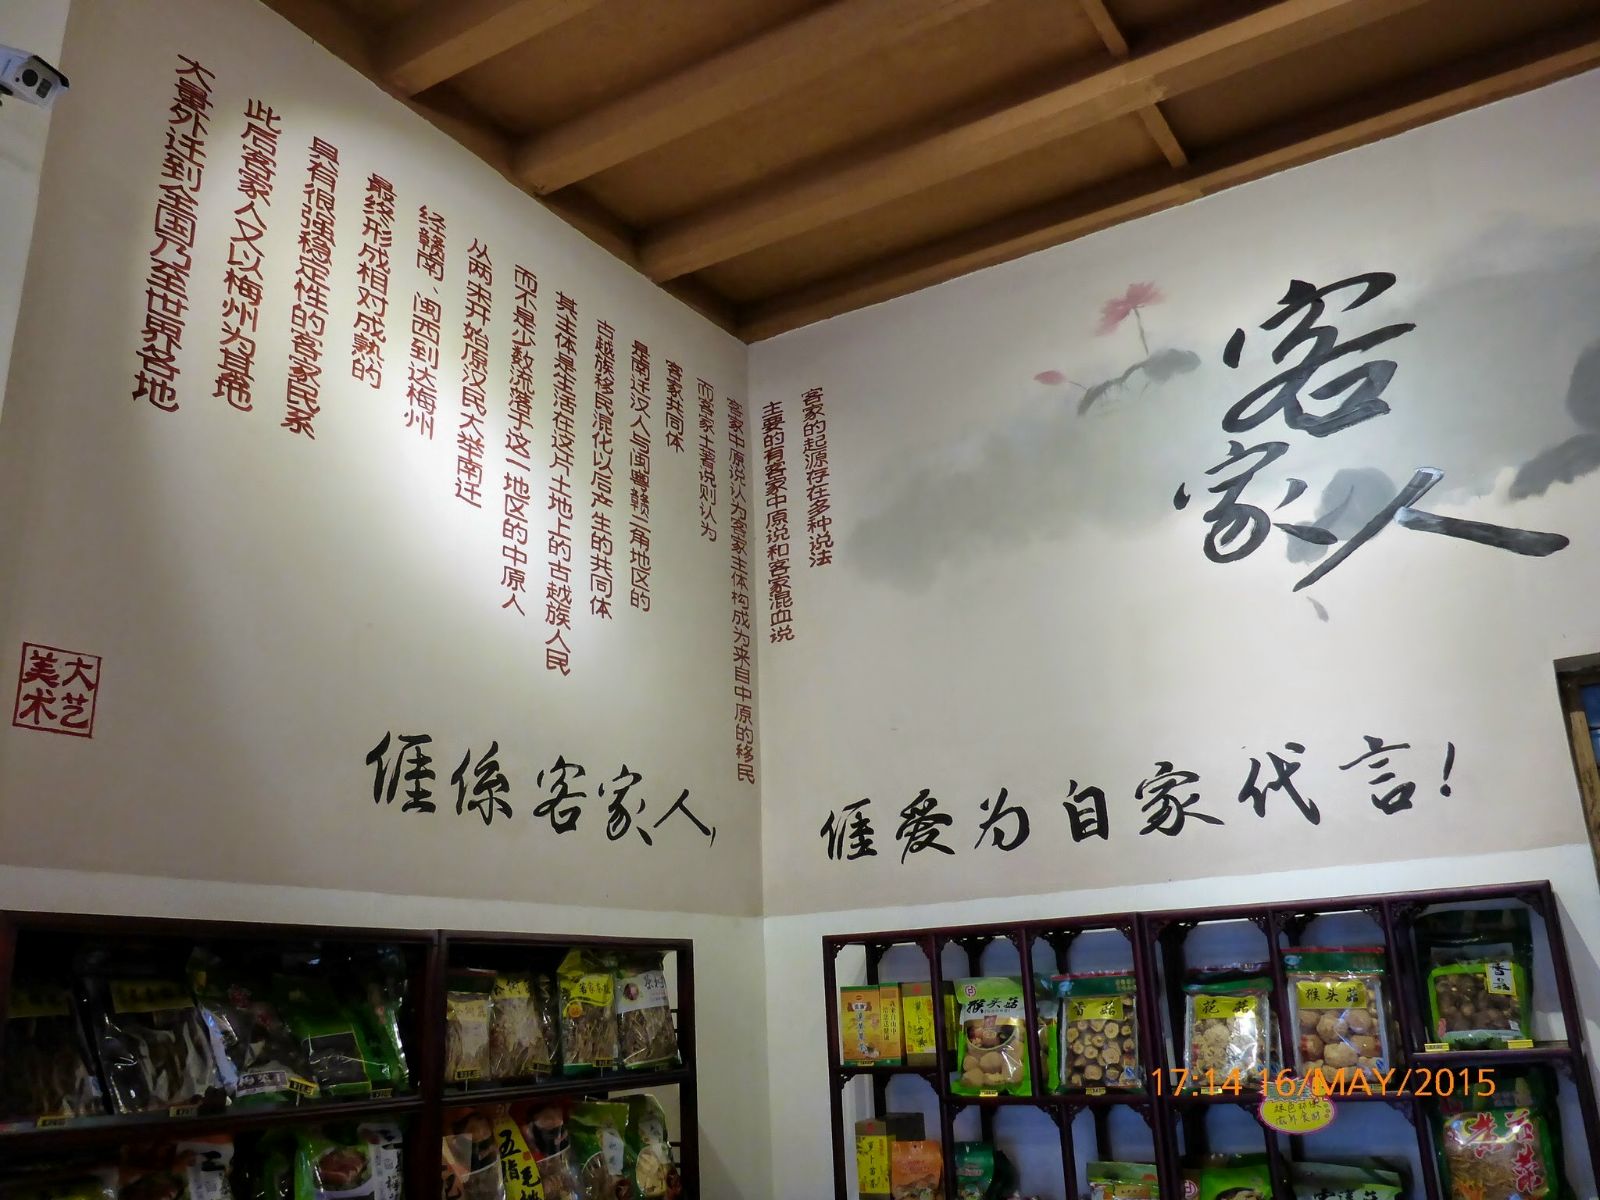 客家人
客家的起源存在多种说法
主要的有客家中原说和客家混血说
客家中原说认为客家主体构成为来自中原的移民
而客家土著说则认为
客家共同体
是南迁汉人与闽粤赣三角地区的
古越族移民混化以后产生的共同体
其主体是生活在这片土地上的古越族人民
而不是少数流落于这一地区的中原人
从两宋开始原汉民大举南迁
经赣南、闽西到达梅州
最终形成相对成熟的
具有很强稳定性的客家民系
此后客家人又以梅州为基地
大量外迁到全国乃至世界各地
大艺
美术
𠊎係客家人,
𠊎爱为自家代言!
猴头菇
香菇
花菇
猴头菇
五指毛桃
17:14 16/MAY/2015